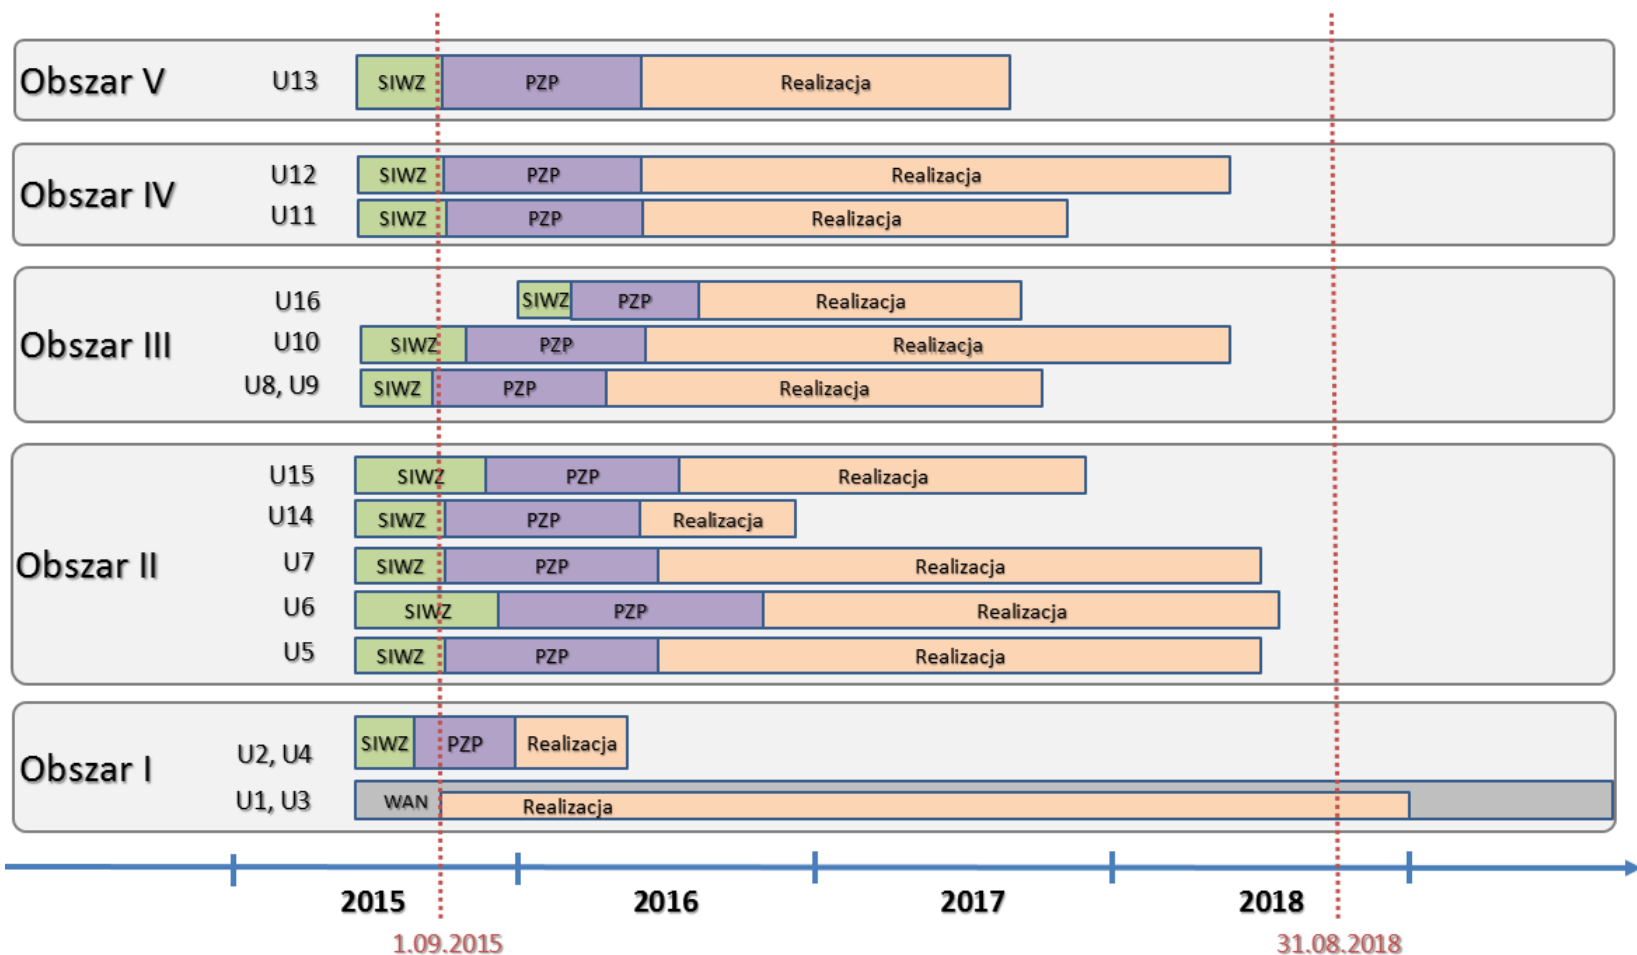 Obszar V
U13
SIWZ PZP Realizacja
Obszar IV
U12
SIWZ PZP Realizacja
U11
SIWZ PZP Realizacja
Obszar III
U16
SIWZ PZP Realizacja
U10
SIWZ PZP Realizacja
U8, U9
SIWZ PZP Realizacja
Obszar II
U15
SIWZ PZP Realizacja
U14
SIWZ PZP Realizacja
U7
SIWZ PZP Realizacja
U6
SIWZ PZP Realizacja
U5
SIWZ PZP Realizacja
Obszar I
U2, U4
SIWZ PZP Realizacja
U1, U3
WAN Realizacja
2015 2016 2017 2018
1.09.2015 31.08.2018